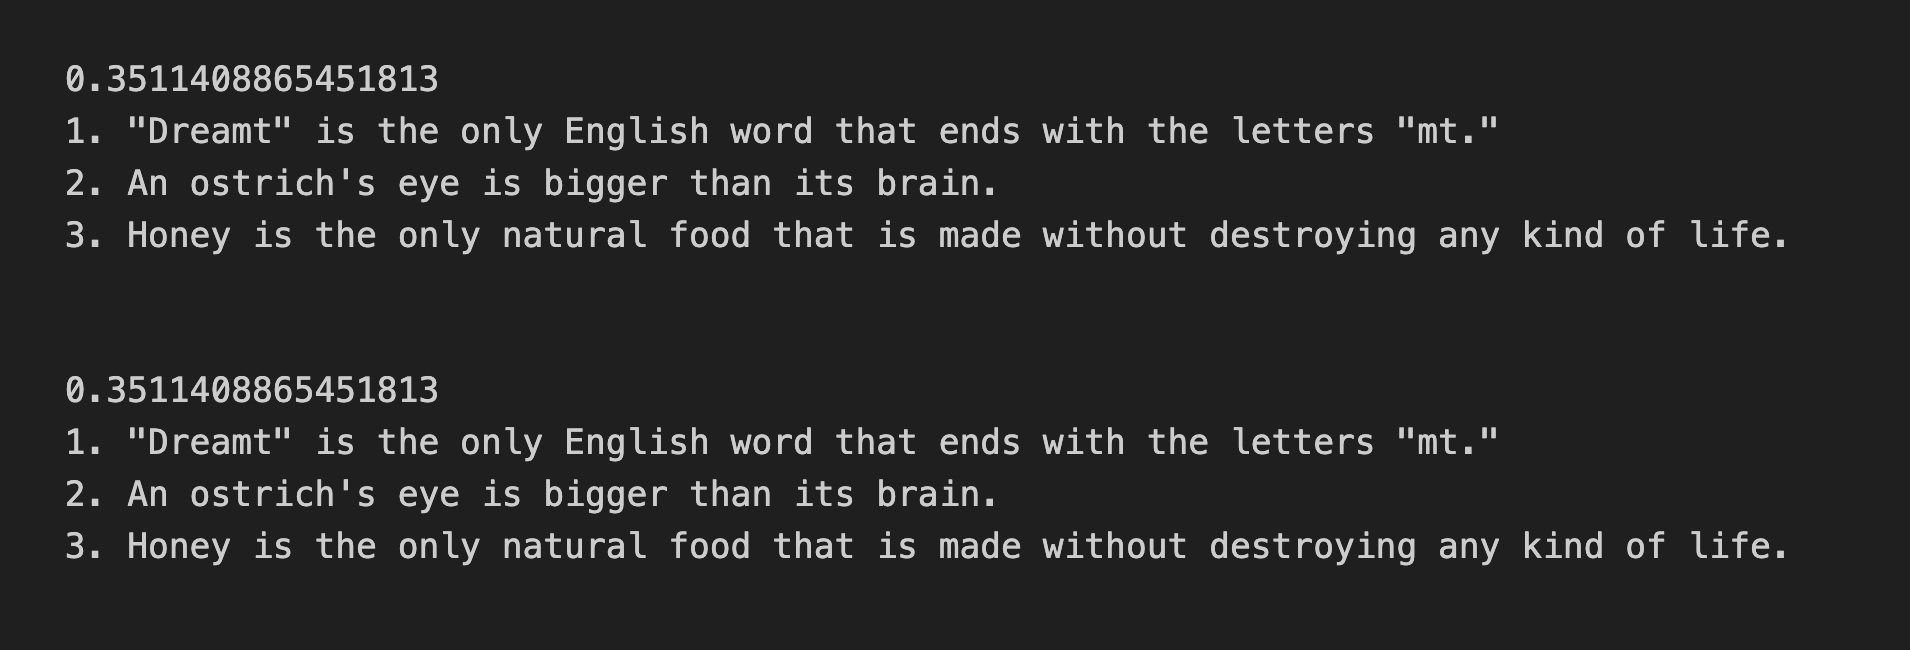 0.3511408865451813
1. "Dreamt" is the only English word that ends with the letters "mt."
2. An ostrich's eye is bigger than its brain.
3. Honey is the only natural food that is made without destroying any kind of life.
0.3511408865451813
1. "Dreamt" is the only English word that ends with the letters "mt."
2. An ostrich's eye is bigger than its brain.
3. Honey is the only natural food that is made without destroying any kind of life.